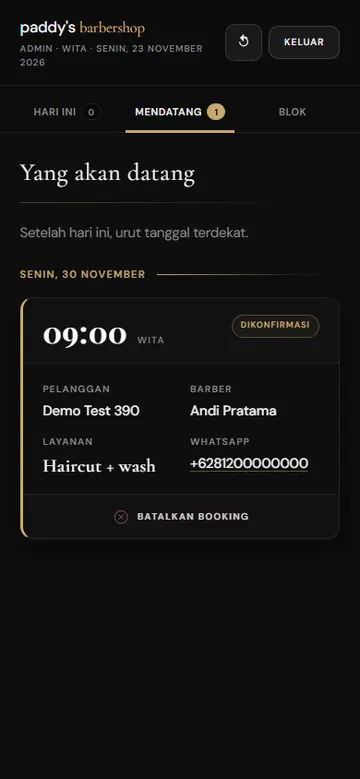 paddy's barbershop
ADMIN · WITA · SENIN, 23 NOVEMBER
2026
KELUAR
HARI INI 0
MENDATANG 1
BLOK
Yang akan datang
Setelah hari ini, urut tanggal terdekat.
SENIN, 30 NOVEMBER
09:00 WITA
DIKONFIRMASI
PELANGGAN
Demo Test 390
BARBER
Andi Pratama
LAYANAN
Haircut + wash
WHATSAPP
+6281200000000
BATALKAN BOOKING